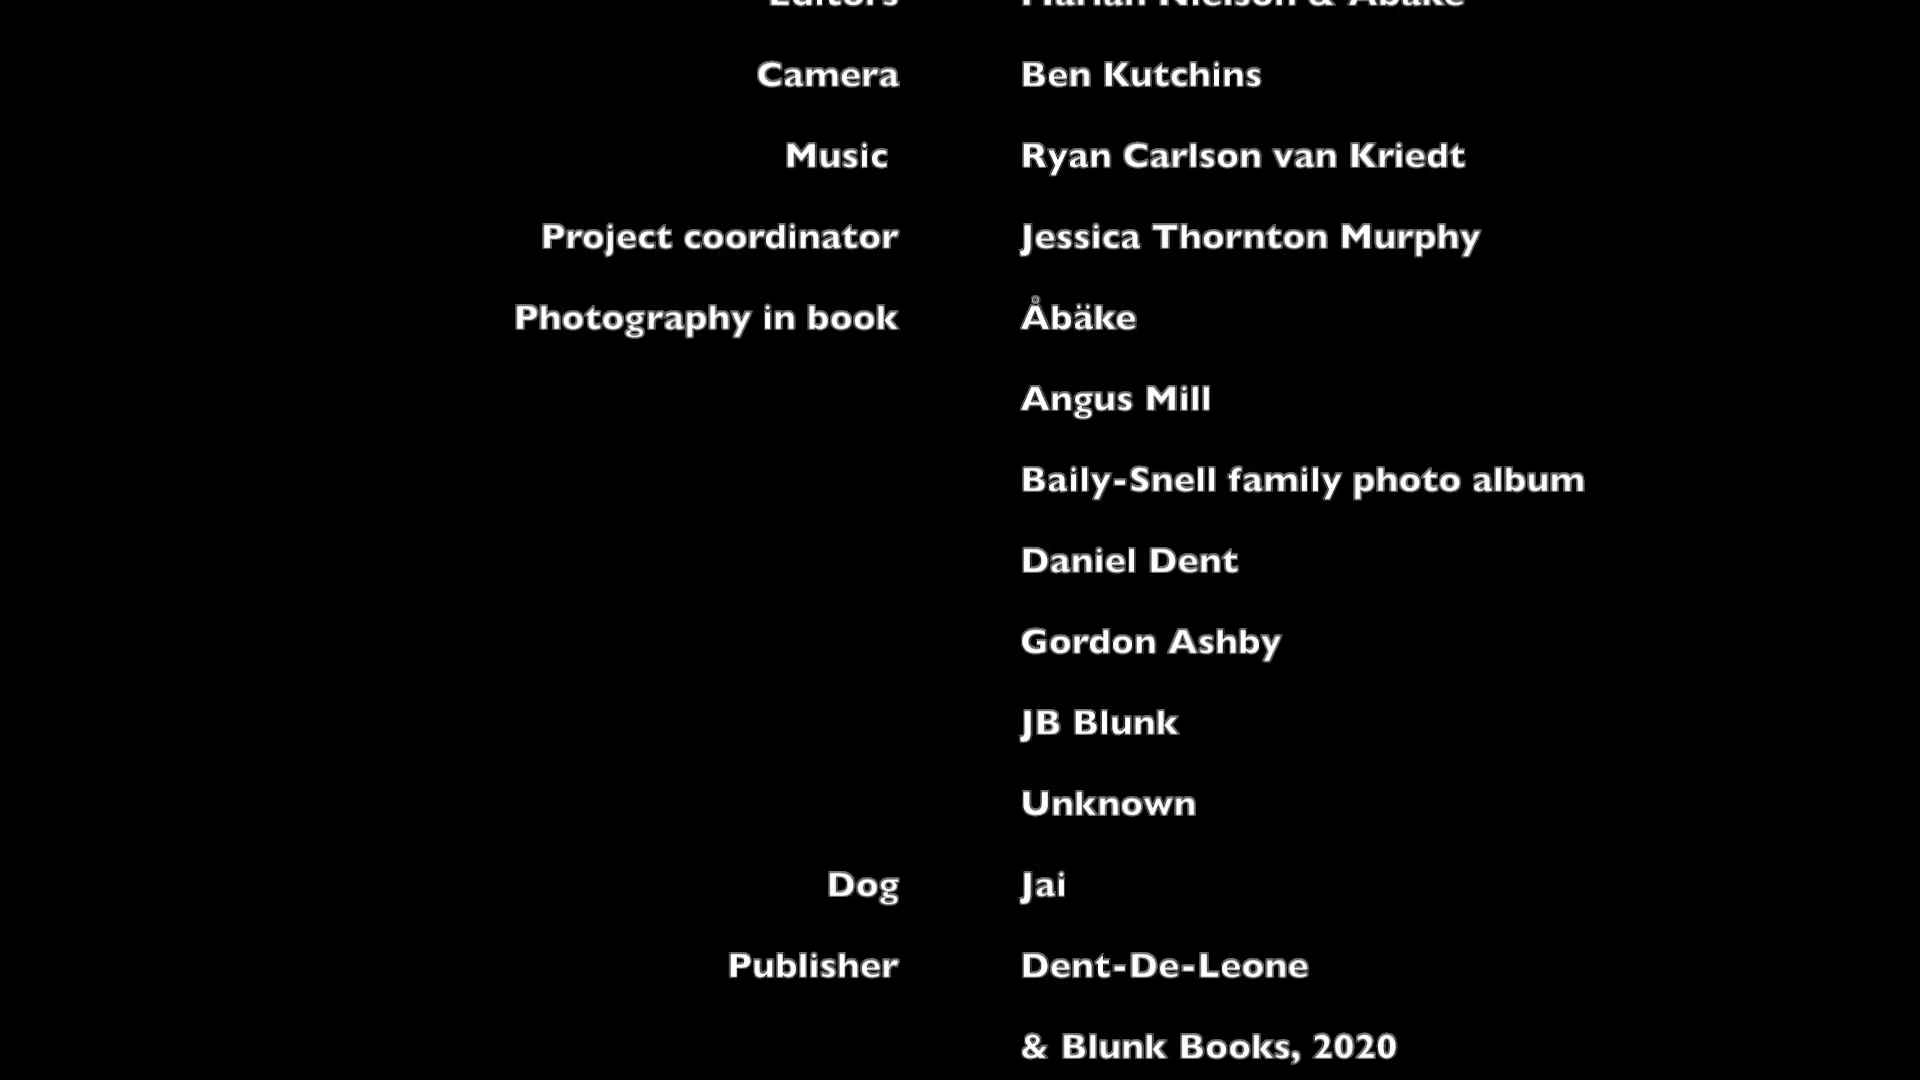 Editors Marian Nielson & Åbäke
Camera Ben Kutchins
Music Ryan Carlson van Kriedt
Project coordinator Jessica Thornton Murphy
Photography in book Åbäke
Angus Mill
Baily-Snell family photo album
Daniel Dent
Gordon Ashby
JB Blunk
Unknown
Dog Jai
Publisher Dent-De-Leone
& Blunk Books, 2020